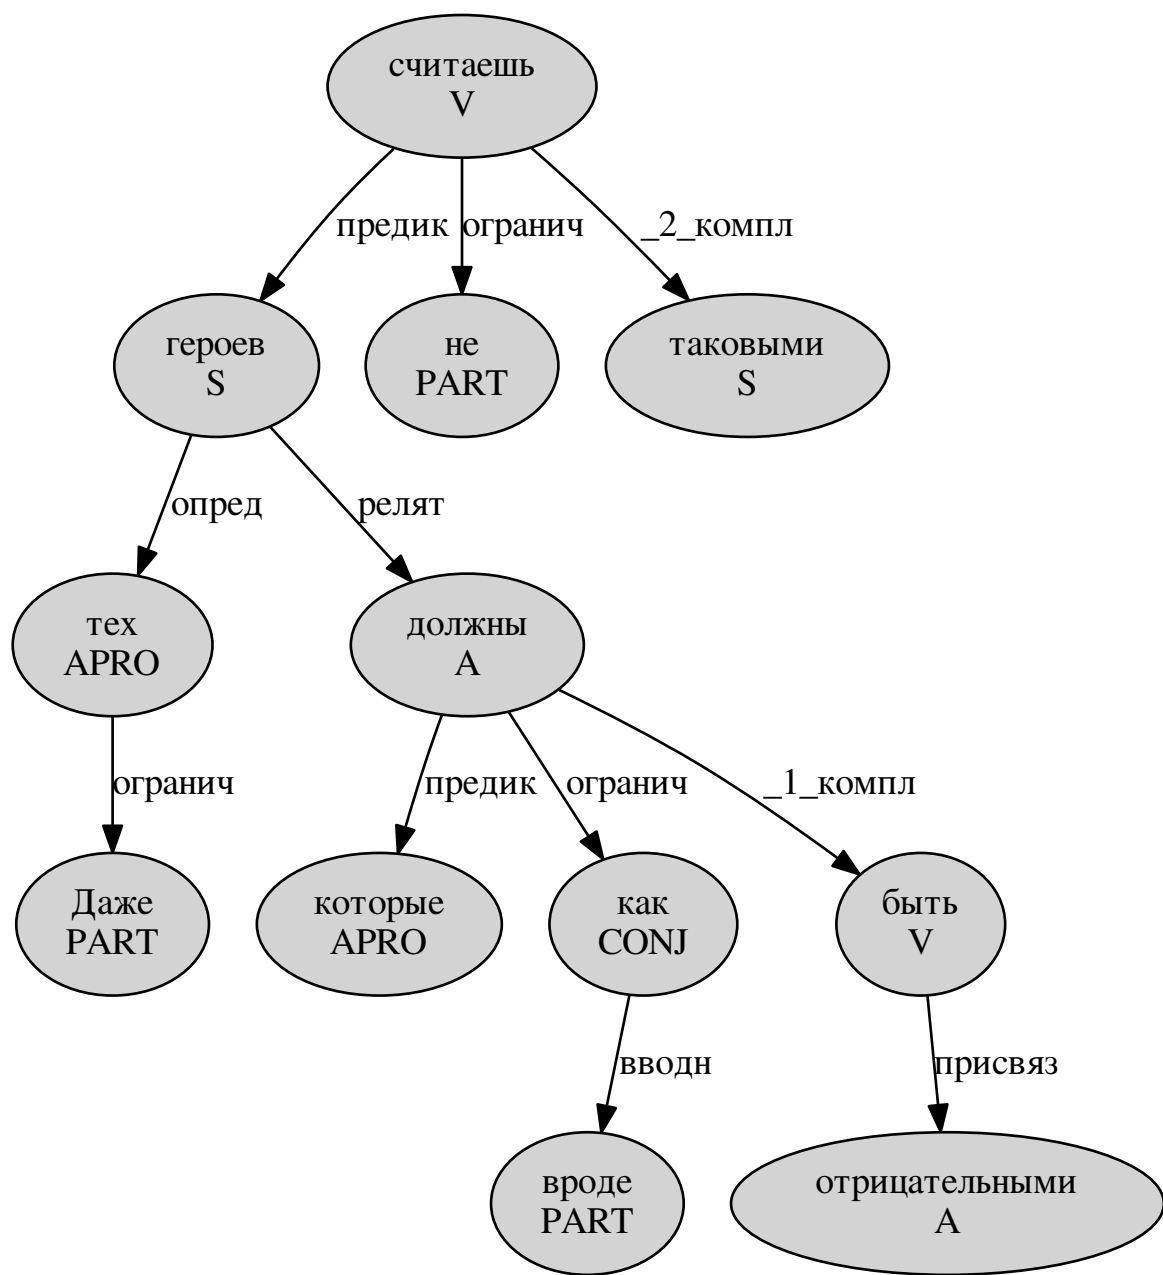 считаешь
V
предик
огранич
_2_компл
героев
S
не
PART
таковыми
S
опред
релят
тех
APRO
должны
A
огранич
предик
огранич
_1_компл
Даже
PART
которые
APRO
как
CONJ
быть
V
вводн
присвяз
вроде
PART
отрицательными
A